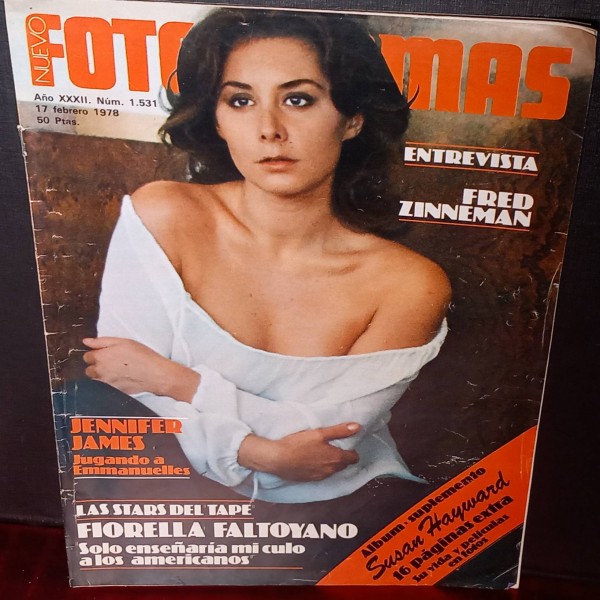 NUEVO
FOTO MAS
Año XXXII. Núm. 1.531
17 febrero 1978
50 Ptas.
ENTREVISTA
FRED
ZINNEMAN
JENNIFER
JAMES
Jugando a
Emmanuelles
LAS STARS DEL TAPE
FIORELLA FALTOYANO
'Solo enseñaría mi culo
a los americanos'
Album-suplemento
Susan Hayward
16 páginas extra
Su vida y películas
en fotos